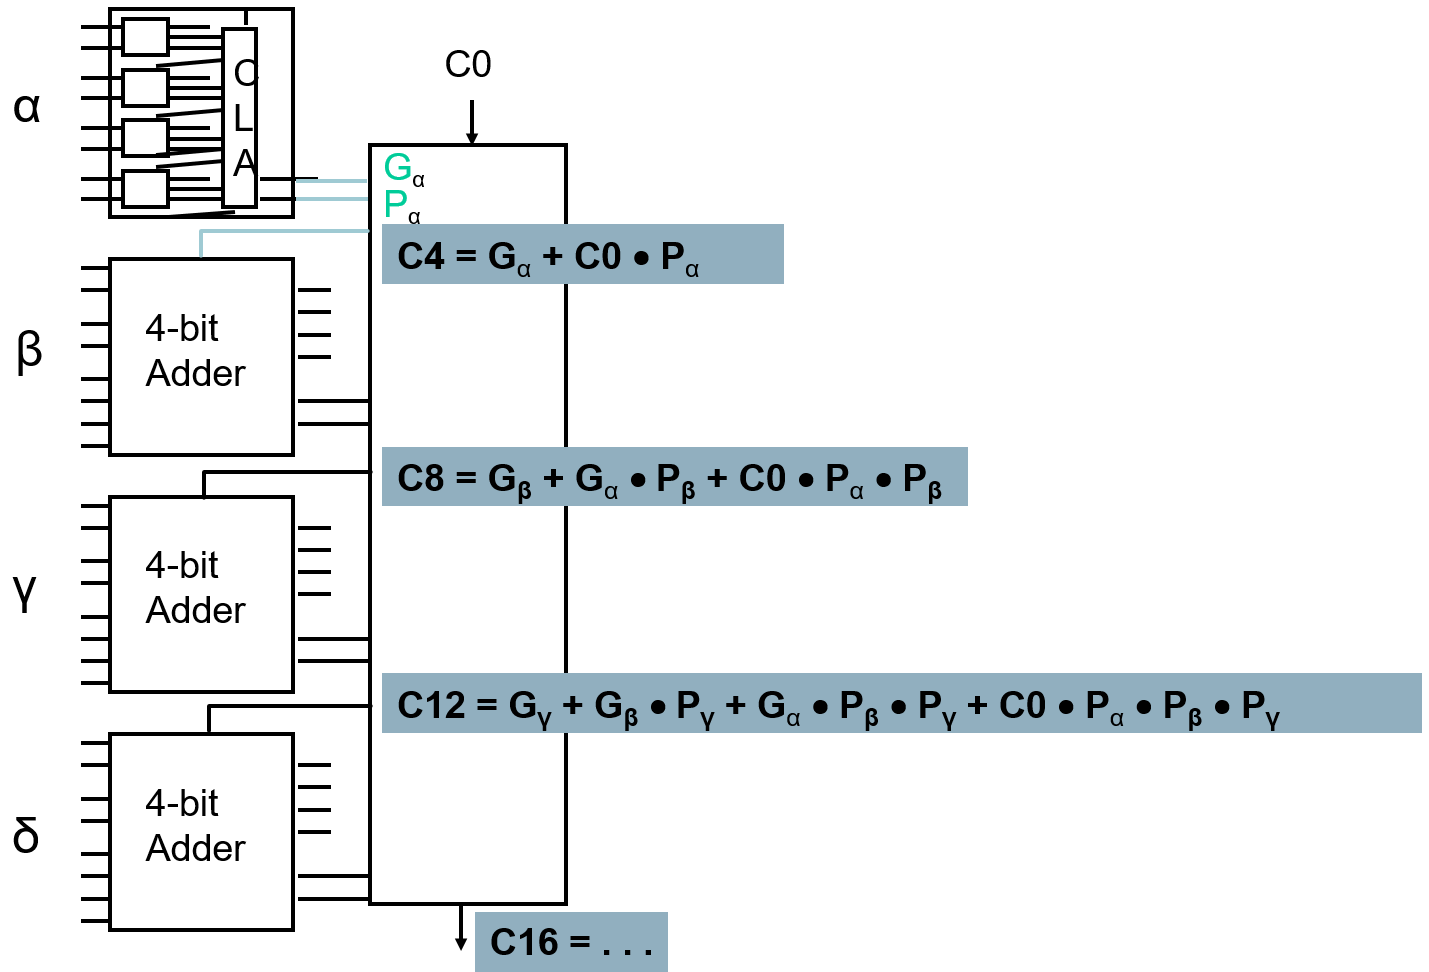 α
C
L
A
C0
Gα
Pα
C4 = Gα + C0 • Pα
β
4-bit
Adder
C8 = Gβ + Gα • Pβ + C0 • Pα • Pβ
γ
4-bit
Adder
C12 = Gγ + Gβ • Pγ + Gα • Pβ • Pγ + C0 • Pα • Pβ • Pγ
δ
4-bit
Adder
C16 = . . .